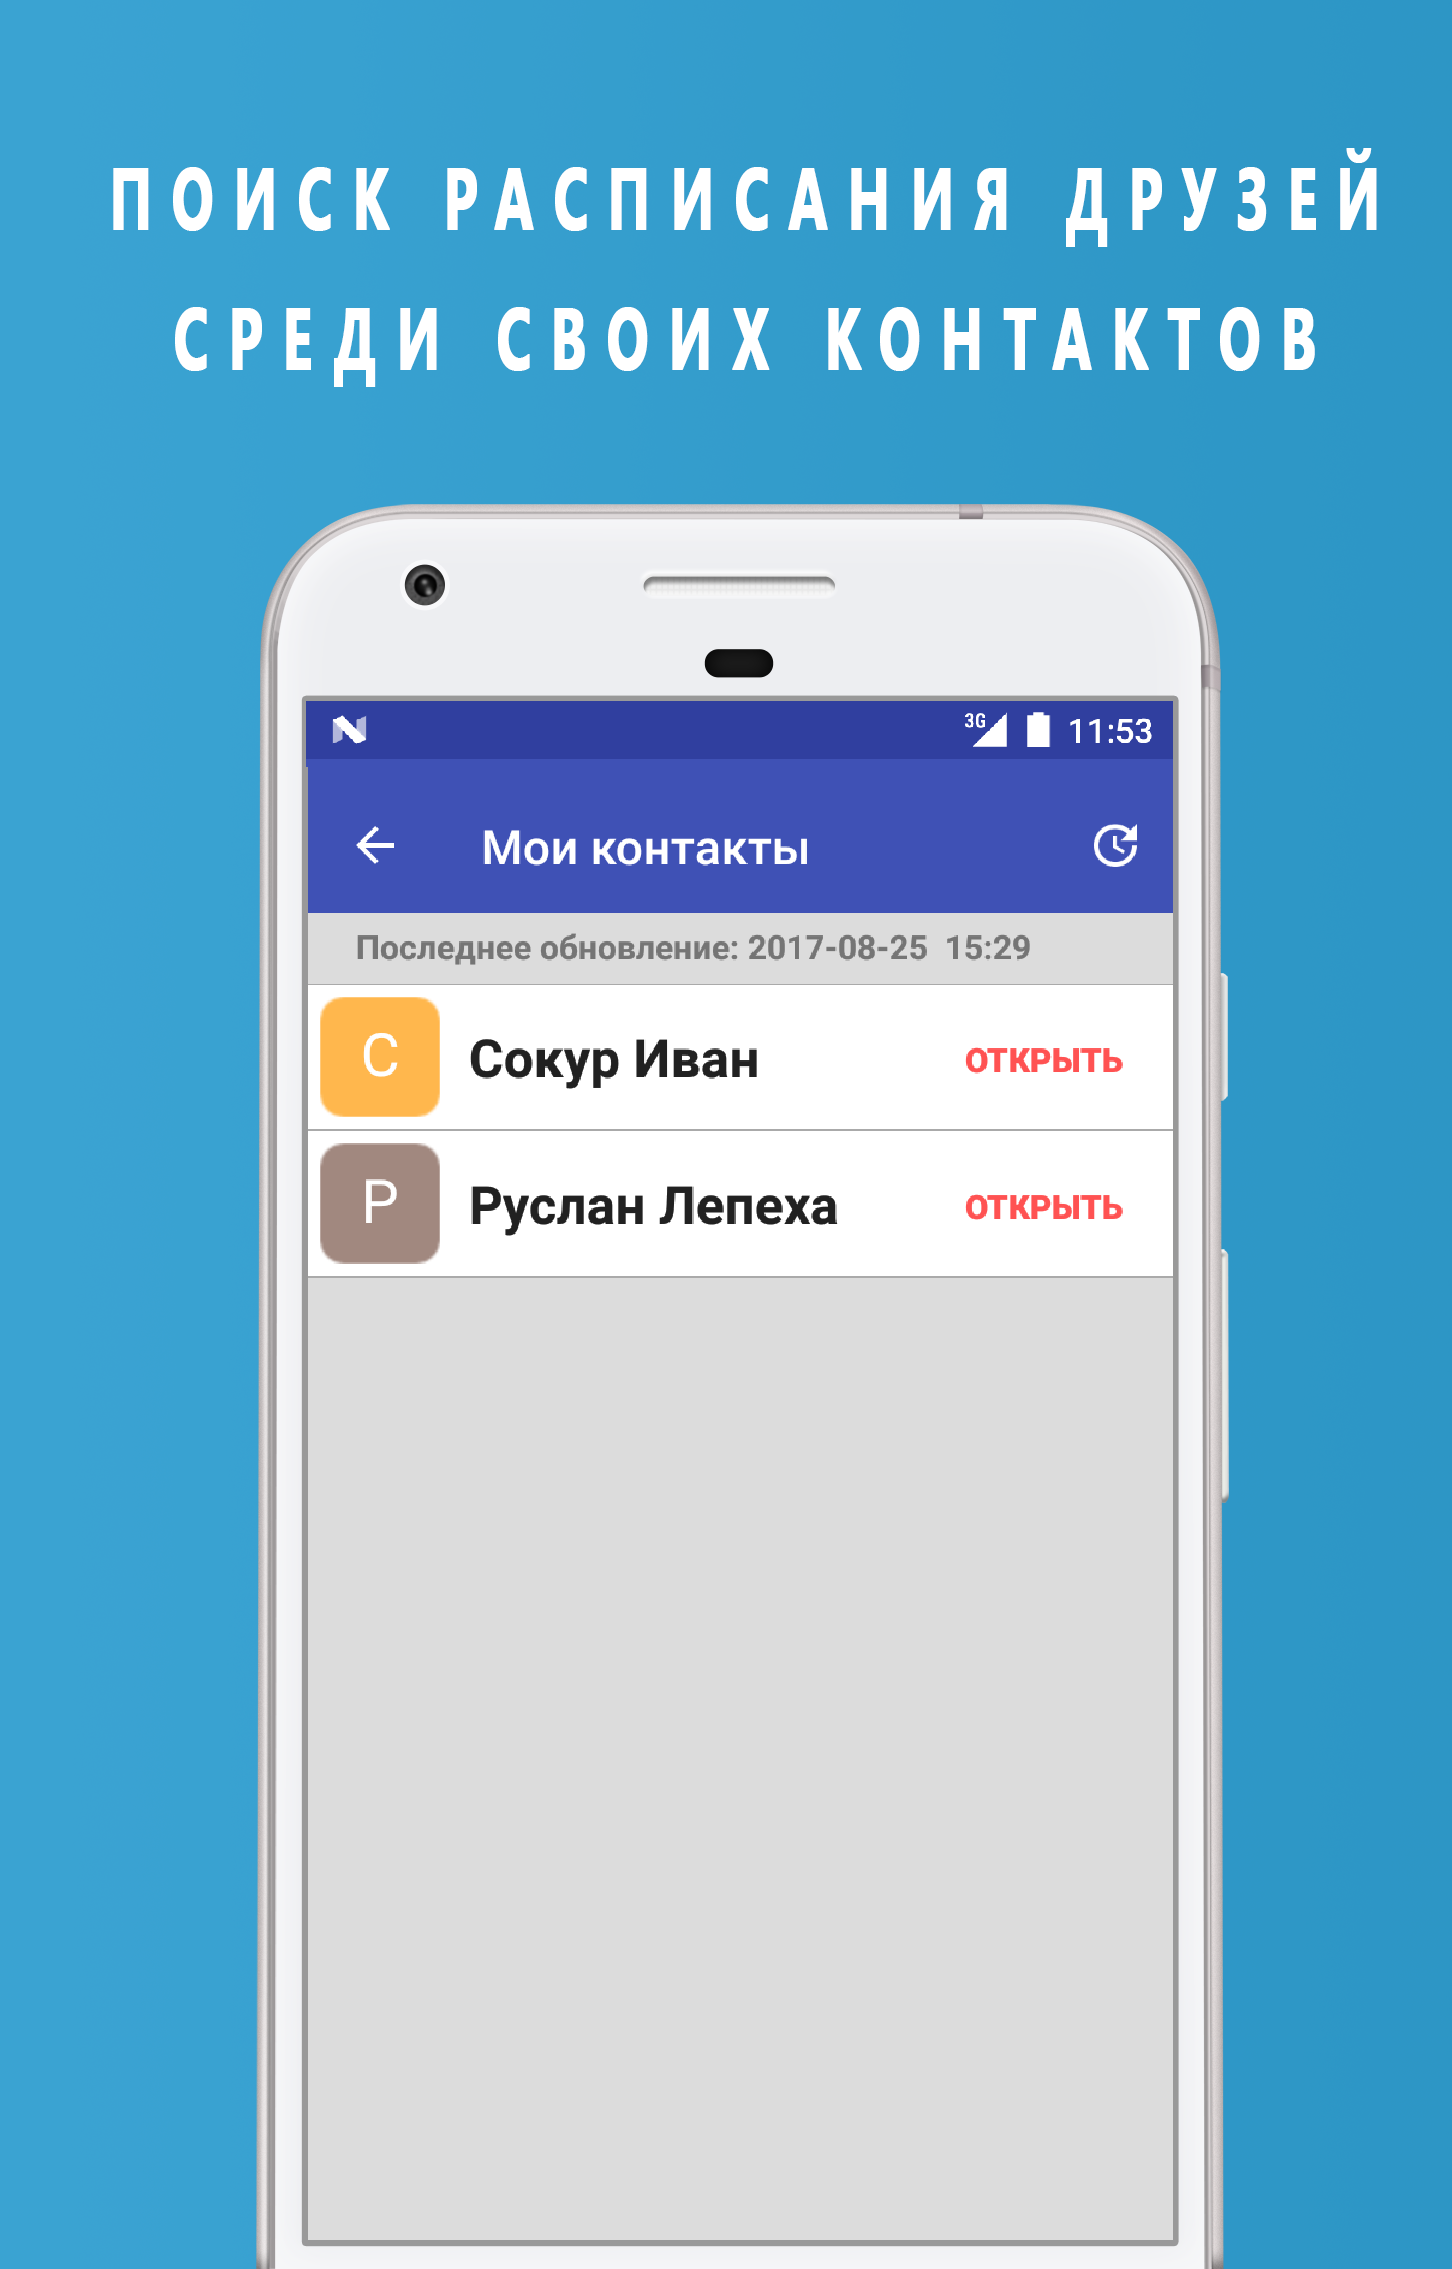 ПОИСК РАСПИСАНИЯ ДРУЗЕЙ
СРЕДИ СВОИХ КОНТАКТОВ
3G 11:53
Мои контакты
Последнее обновление: 2017-08-25 15:29
С Сокур Иван ОТКРЫТЬ
Р Руслан Лепеха ОТКРЫТЬ